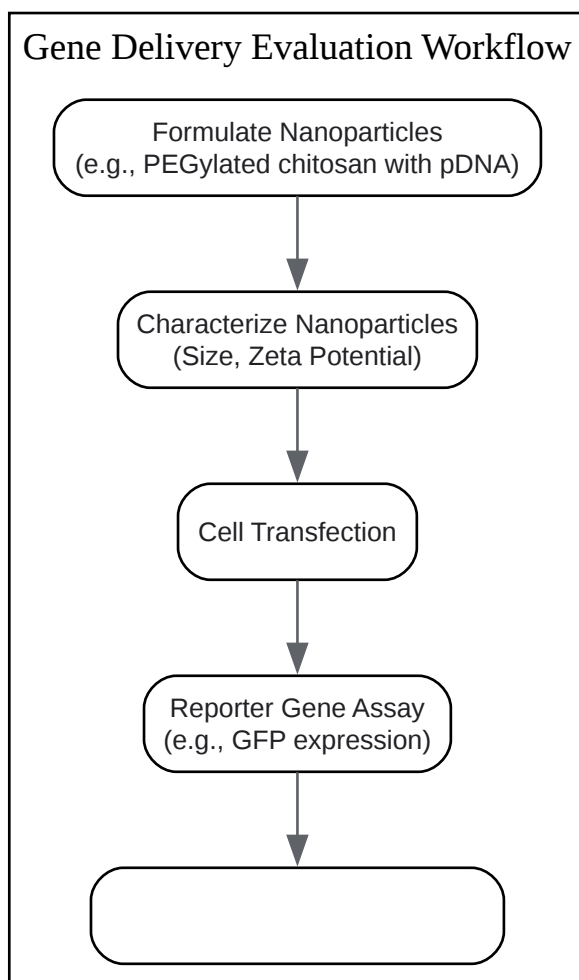 Gene Delivery Evaluation Workflow
Formulate Nanoparticles
(e.g., PEGylated chitosan with pDNA)
Characterize Nanoparticles
(Size, Zeta Potential)
Cell Transfection
Reporter Gene Assay
(e.g., GFP expression)